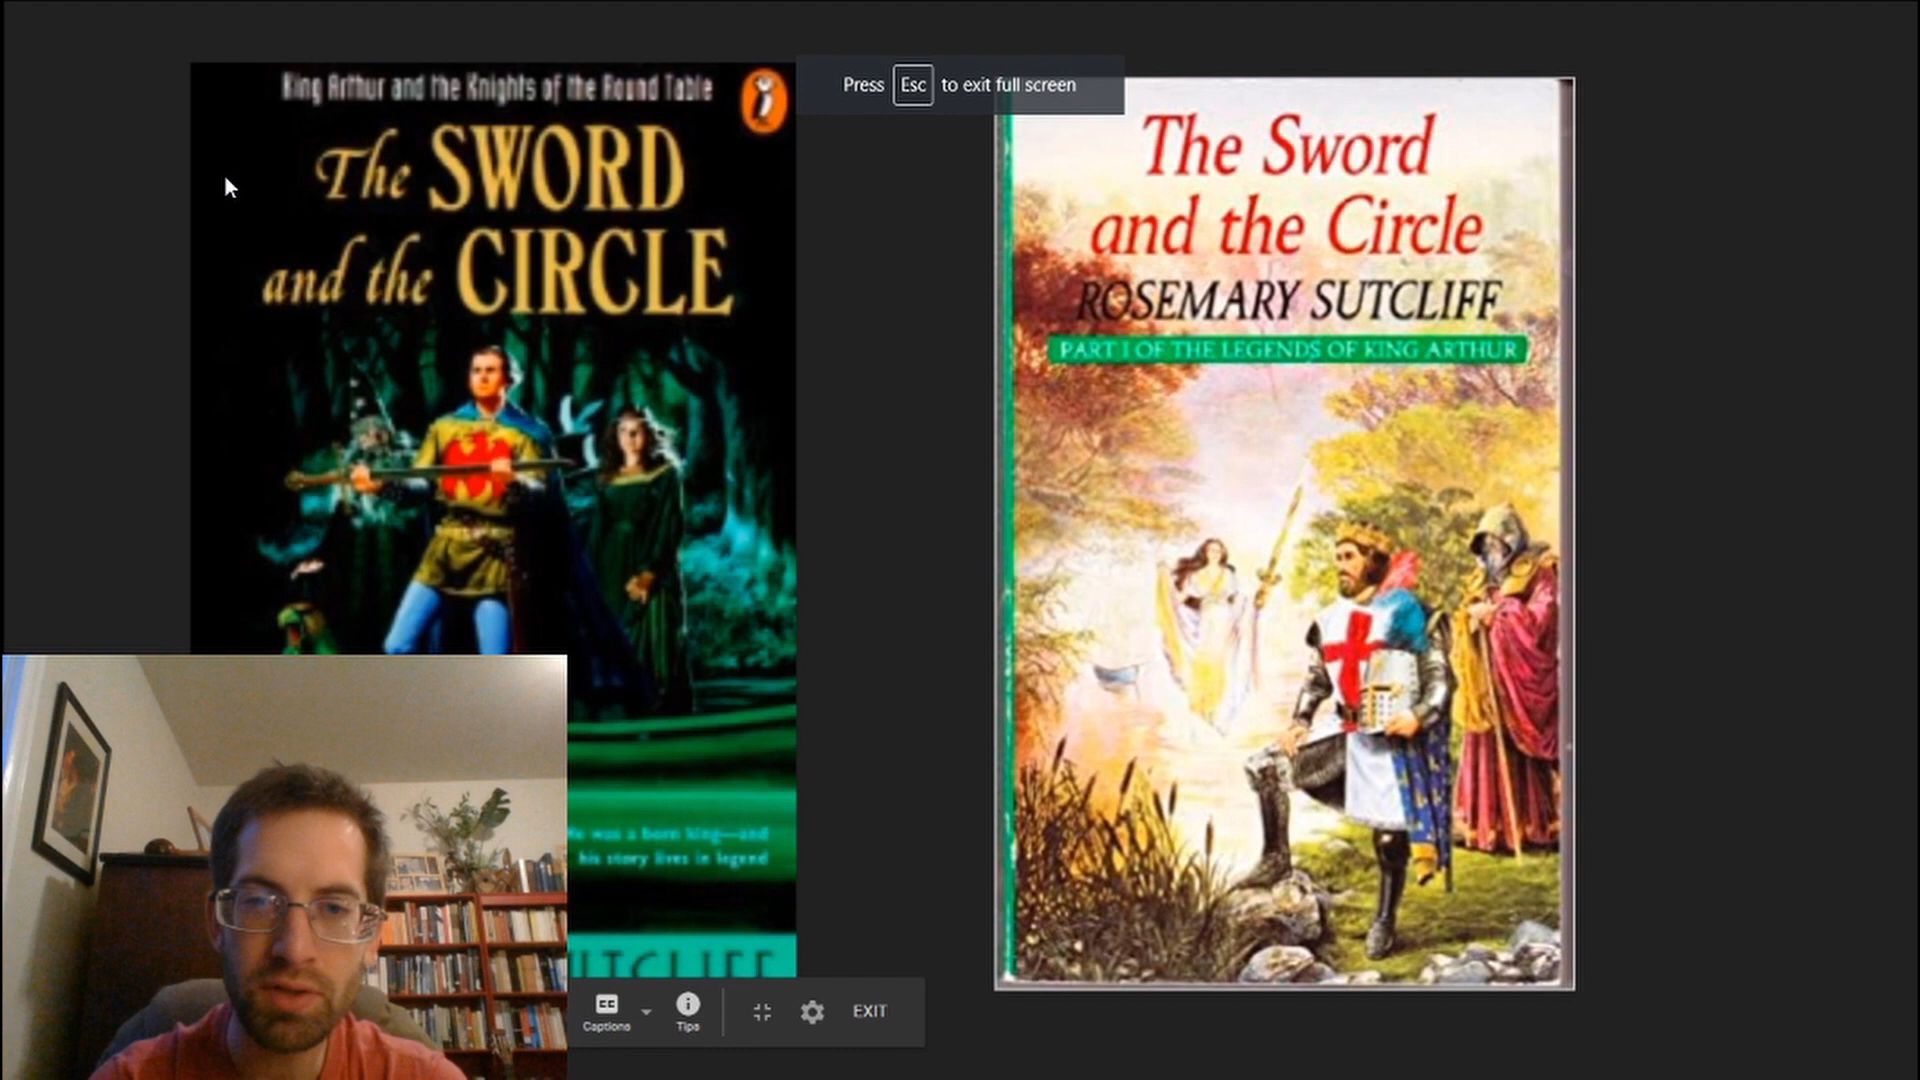 King Arthur and the Knights of the Round Table
The SWORD
and the CIRCLE
He was a born king—and
his story lives in legend
UTCLIFF
Press Esc to exit full screen
The Sword
and the Circle
ROSEMARY SUTCLIFF
PART I OF THE LEGENDS OF KING ARTHUR
CC
Captions
Tips
EXIT